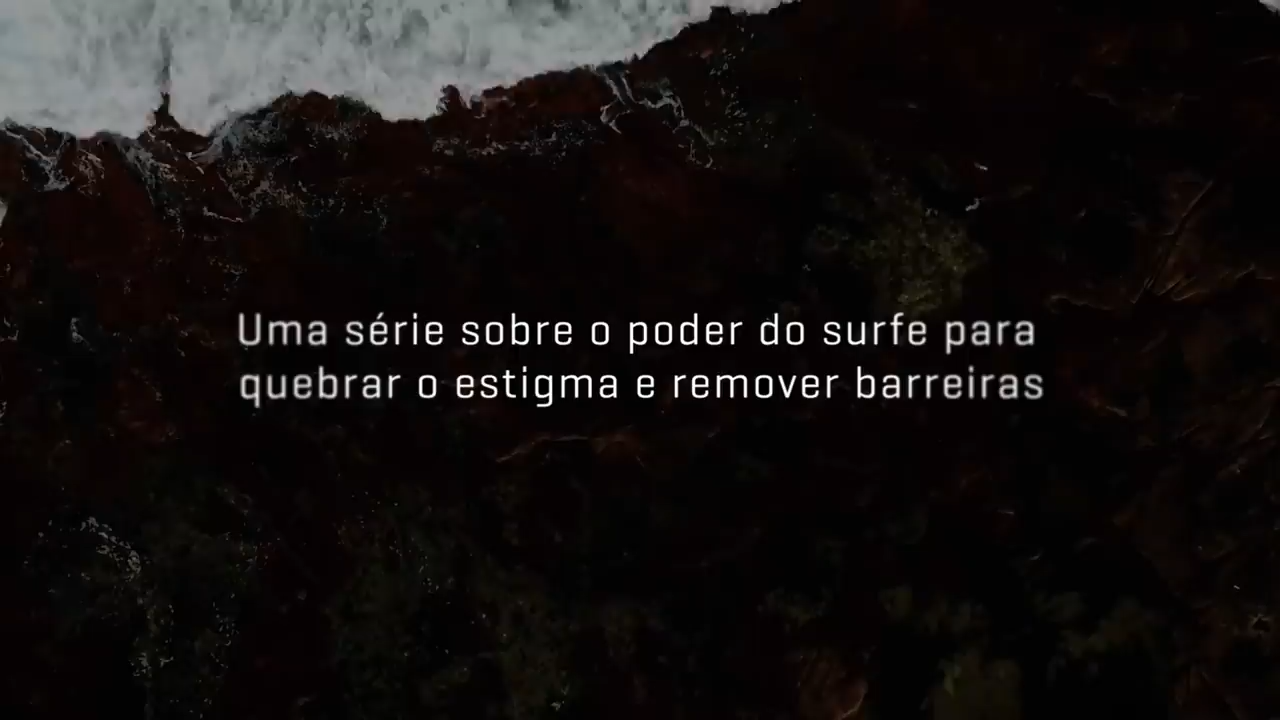 Uma série sobre o poder do surfe para
quebrar o estigma e remover barreiras